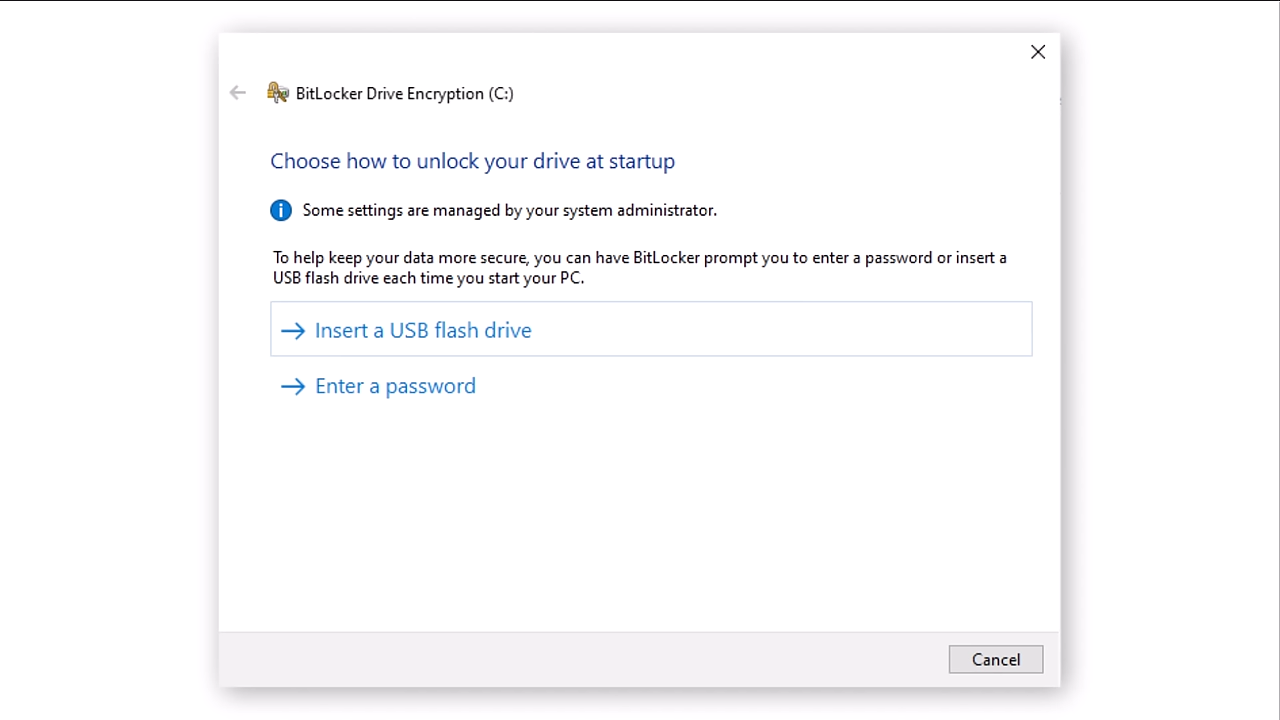 BitLocker Drive Encryption (C:)
Choose how to unlock your drive at startup
Some settings are managed by your system administrator.
To help keep your data more secure, you can have BitLocker prompt you to enter a password or insert a
USB flash drive each time you start your PC.
Insert a USB flash drive
Enter a password
Cancel